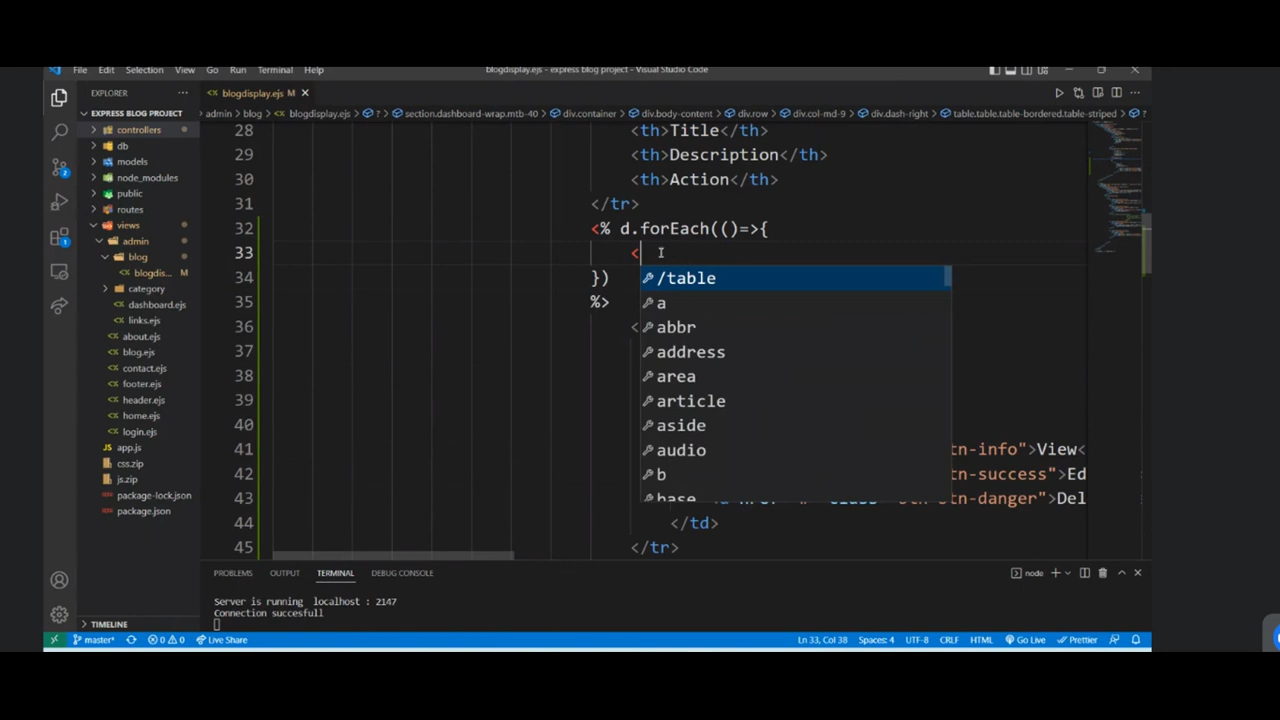 File Edit Selection View Go Run Terminal Help blogdisplay.ejs - express blog project - Visual Studio Code
EXPLORER ···
blogdisplay.ejs M
EXPRESS BLOG PROJECT
admin > blog > blogdisplay.ejs > ? > section.dashboard-wrap.mtb-40 > div.container > div.body-content > div.row > div.col-md-9 > div.dash-right > table.table.table-bordered.table-striped > ?
controllers
db
models
node_modules
public
routes
views
admin
blog
blogdis... M
category
dashboard.ejs
links.ejs
about.ejs
blog.ejs
contact.ejs
footer.ejs
header.ejs
home.ejs
login.ejs
app.js
css.zip
js.zip
package-lock.json
package.json
TIMELINE
28 <th>Title</th>
29 <th>Description</th>
30 <th>Action</th>
31 </tr>
32 <% d.forEach(()=>{
33 <
34 })
35 %>
36 <
37
38
39
40
41 tn-info">View<
42 tn-success">Ed
43 tn-danger">Del
44 </td>
45 </tr>
/table
a
abbr
address
area
article
aside
audio
b
base
PROBLEMS OUTPUT TERMINAL DEBUG CONSOLE
node
Server is running localhost : 2147
Connection succesfull
master* 0 0 Live Share
Ln 33, Col 38 Spaces: 4 UTF-8 CRLF HTML Go Live Prettier
2
1